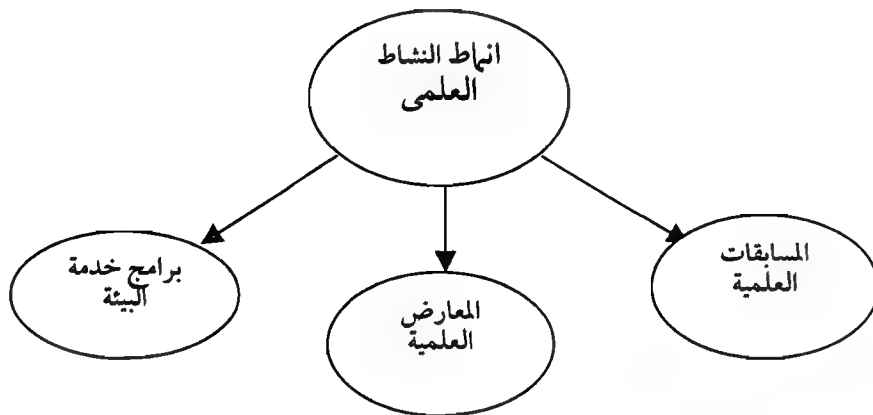 انماط النشاط
العلمى
المسابقات
العلمية
المعارض
العلمية
برامج خدمة
البيئة